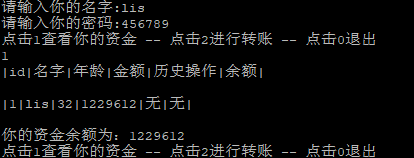 请输入你的名字:lis
请输入你的密码:456789
点击1查看你的资金 -- 点击2进行转账 -- 点击0退出
1
|id|名字|年龄|金额|历史操作|余额|
|1|lis|32|1229612|无|无|
你的资金余额为：1229612
点击1查看你的资金 -- 点击2进行转账 -- 点击0退出